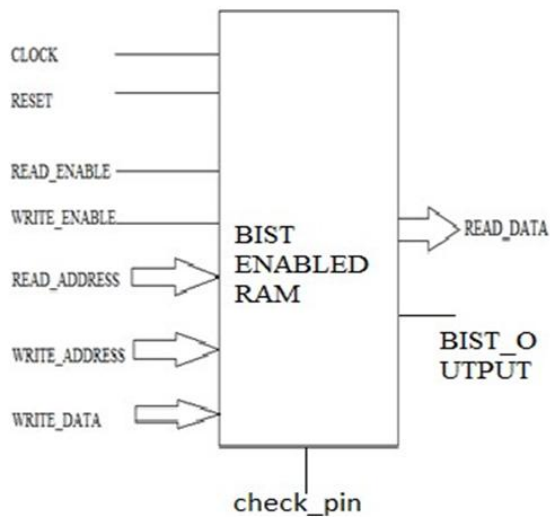 CLOCK
RESET
READ_ENABLE
WRITE_ENABLE
READ_ADDRESS
WRITE_ADDRESS
WRITE_DATA
BIST
ENABLED
RAM
READ_DATA
BIST_O
UTPUT
check_pin